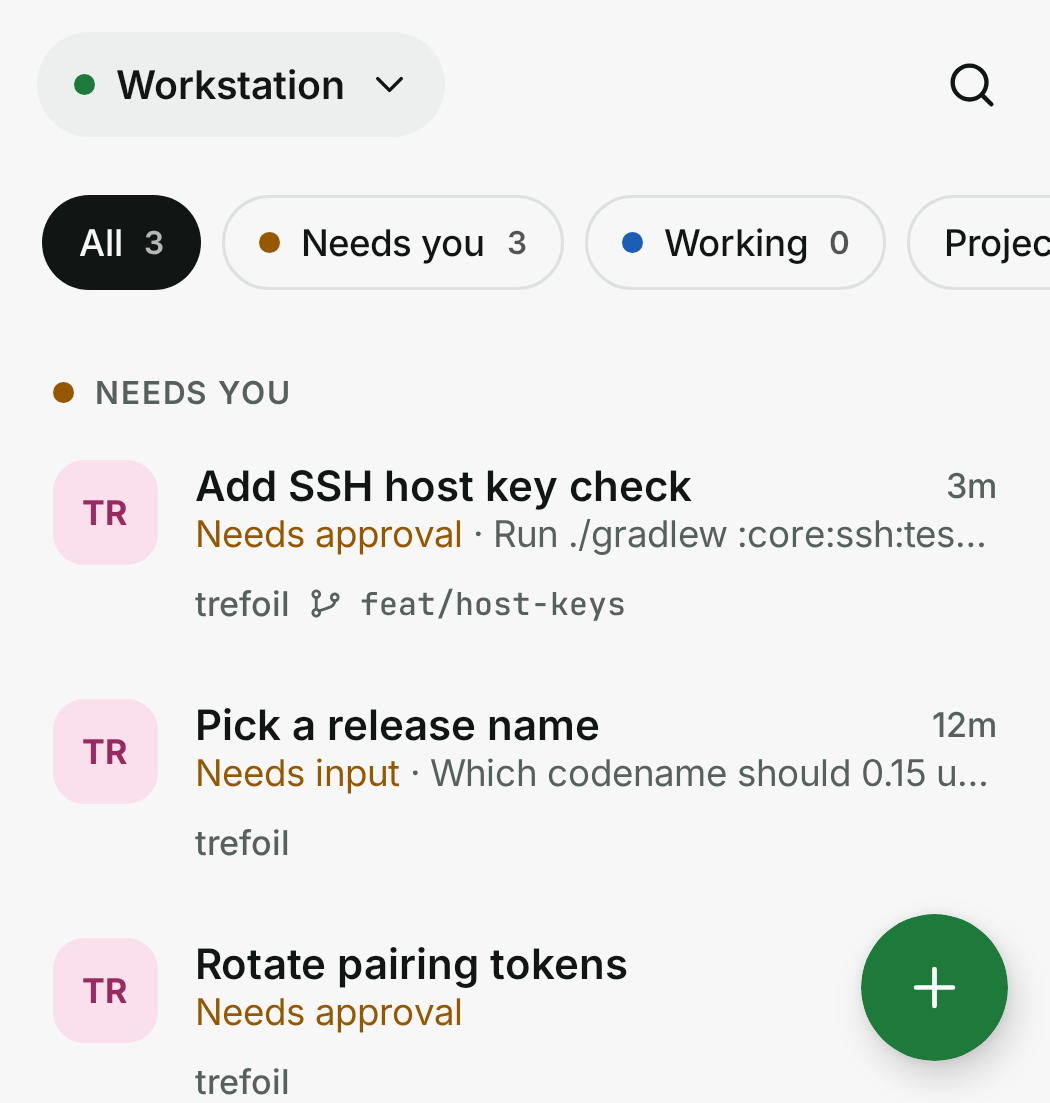 Workstation
All 3 Needs you 3 Working 0 Projec
NEEDS YOU
TR Add SSH host key check 3m
Needs approval · Run ./gradlew :core:ssh:tes...
trefoil feat/host-keys
TR Pick a release name 12m
Needs input · Which codename should 0.15 u...
trefoil
TR Rotate pairing tokens
Needs approval
trefoil